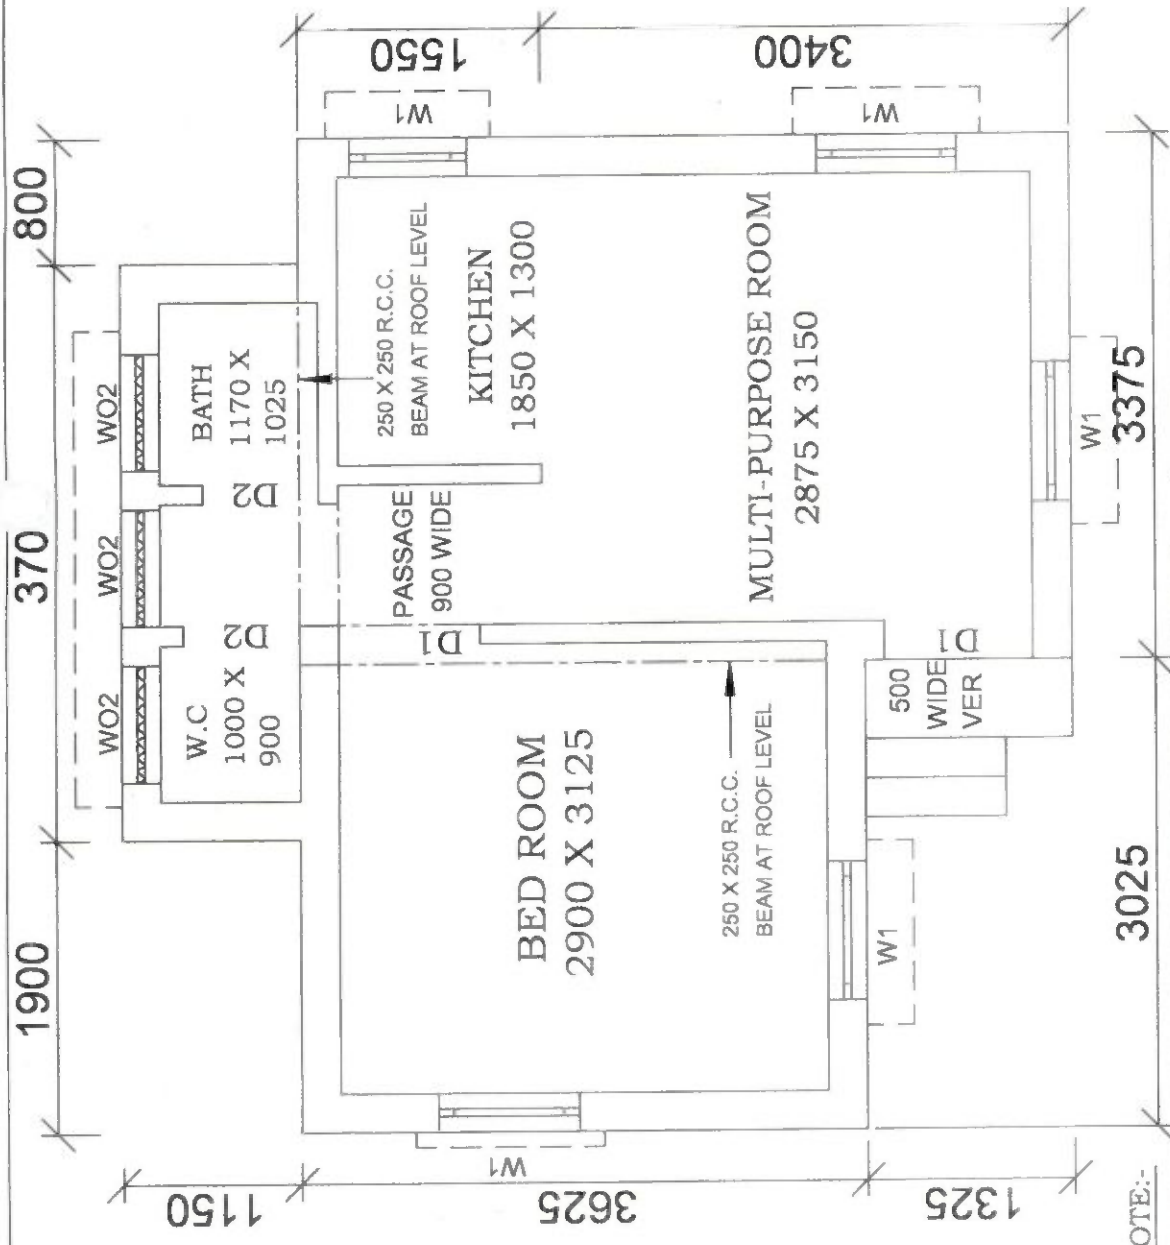 800
370
1900
1550
3400
3375
3025
1150
3625
1325
WO2
WO2
WO2
W1
W1
W1
W1
W1
BATH
1170 X
1025
D2
D2
W.C
1000 X
900
250 X 250 R.C.C.
BEAM AT ROOF LEVEL
KITCHEN
1850 X 1300
PASSAGE
900 WIDE
D1
MULTI-PURPOSE ROOM
2875 X 3150
D1
500
WIDE
VER
BED ROOM
2900 X 3125
250 X 250 R.C.C.
BEAM AT ROOF LEVEL
OTE:-